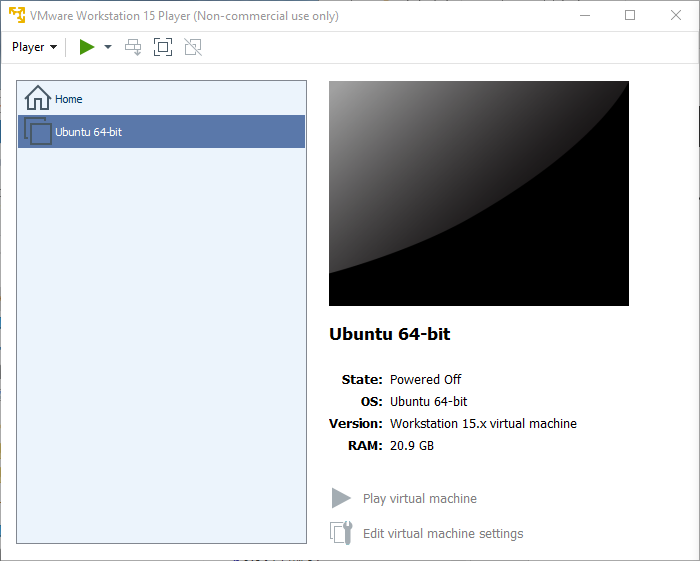 VMware Workstation 15 Player (Non-commercial use only)
Player
Home
Ubuntu 64-bit
Ubuntu 64-bit
State: Powered Off
OS: Ubuntu 64-bit
Version: Workstation 15.x virtual machine
RAM: 20.9 GB
Play virtual machine
Edit virtual machine settings